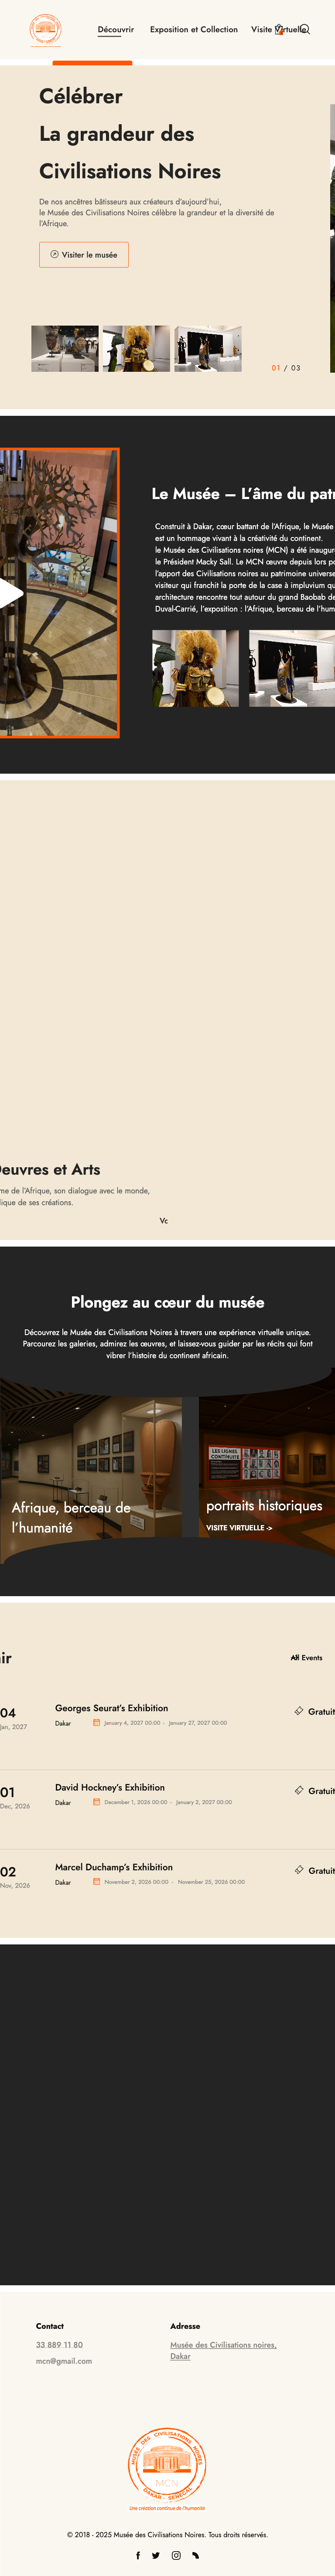 Découvrir Exposition et Collection Visite Virtuelle
Célébrer
La grandeur des
Civilisations Noires
De nos ancêtres bâtisseurs aux créateurs d’aujourd’hui,
le Musée des Civilisations Noires célèbre la grandeur et la diversité de
l’Afrique.
Visiter le musée
01 / 03
Le Musée – L’âme du
Construit à Dakar, cœur battant de l’Afrique, le Musée
est un hommage vivant à la créativité du continent.
le Musée des Civilisations noires (MCN) a été
le Président Macky Sall. Le MCN œuvre depuis lors
l’apport des Civilisations noires au patrimoine
visiteur qui franchit la porte de la case à impluvium
architecture rencontre tout autour du grand Baobab
Duval-Carrié, l’exposition : l’Afrique, berceau de
Oeuvres et Arts
de l’Afrique, son dialogue avec le monde,
de ses créations.
Vc
Plongez au cœur du musée
Découvrez le Musée des Civilisations Noires à travers une expérience virtuelle unique.
Parcourez les galeries, admirez les œuvres, et laissez-vous guider par les récits qui font
vibrer l’histoire du continent africain.
LES LIGNES
CONTINUITÉ
Afrique, berceau de
l’humanité
portraits historiques
VISITE VIRTUELLE ->
All Events
04
Jan, 2027
Georges Seurat’s Exhibition
Dakar January 4, 2027 00:00 - January 27, 2027 00:00
Gratuit
01
Dec, 2026
David Hockney’s Exhibition
Dakar December 1, 2026 00:00 - January 2, 2027 00:00
Gratuit
02
Nov, 2026
Marcel Duchamp’s Exhibition
Dakar November 2, 2026 00:00 - November 25, 2026 00:00
Gratuit
Contact
33 889 11 80
mcn@gmail.com
Adresse
Musée des Civilisations noires,
Dakar
MUSÉE DES CIVILISATIONS NOIRES
MCN
DAKAR - SENEGAL
Une création continue de l’humanité
© 2018 - 2025 Musée des Civilisations Noires. Tous droits réservés.